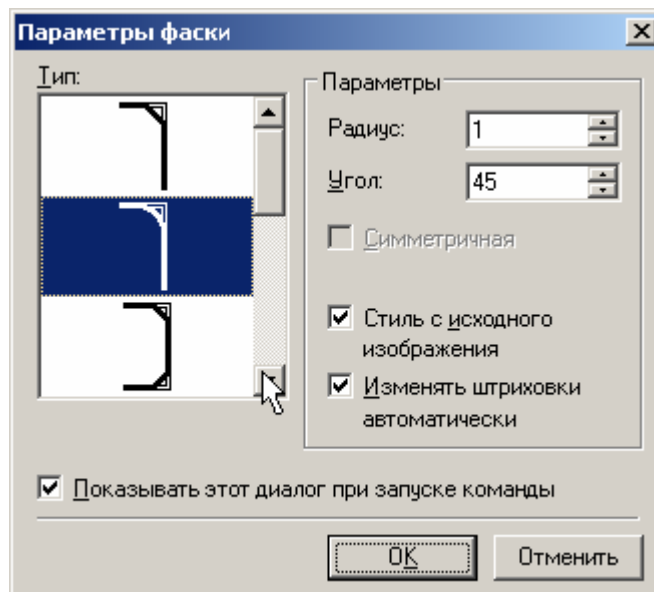 Параметры фаски
Тип:
Параметры
Радиус: 1
Угол: 45
Симметричная
Стиль с исходного
изображения
Изменять штриховки
автоматически
Показывать этот диалог при запуске команды
OK Отменить